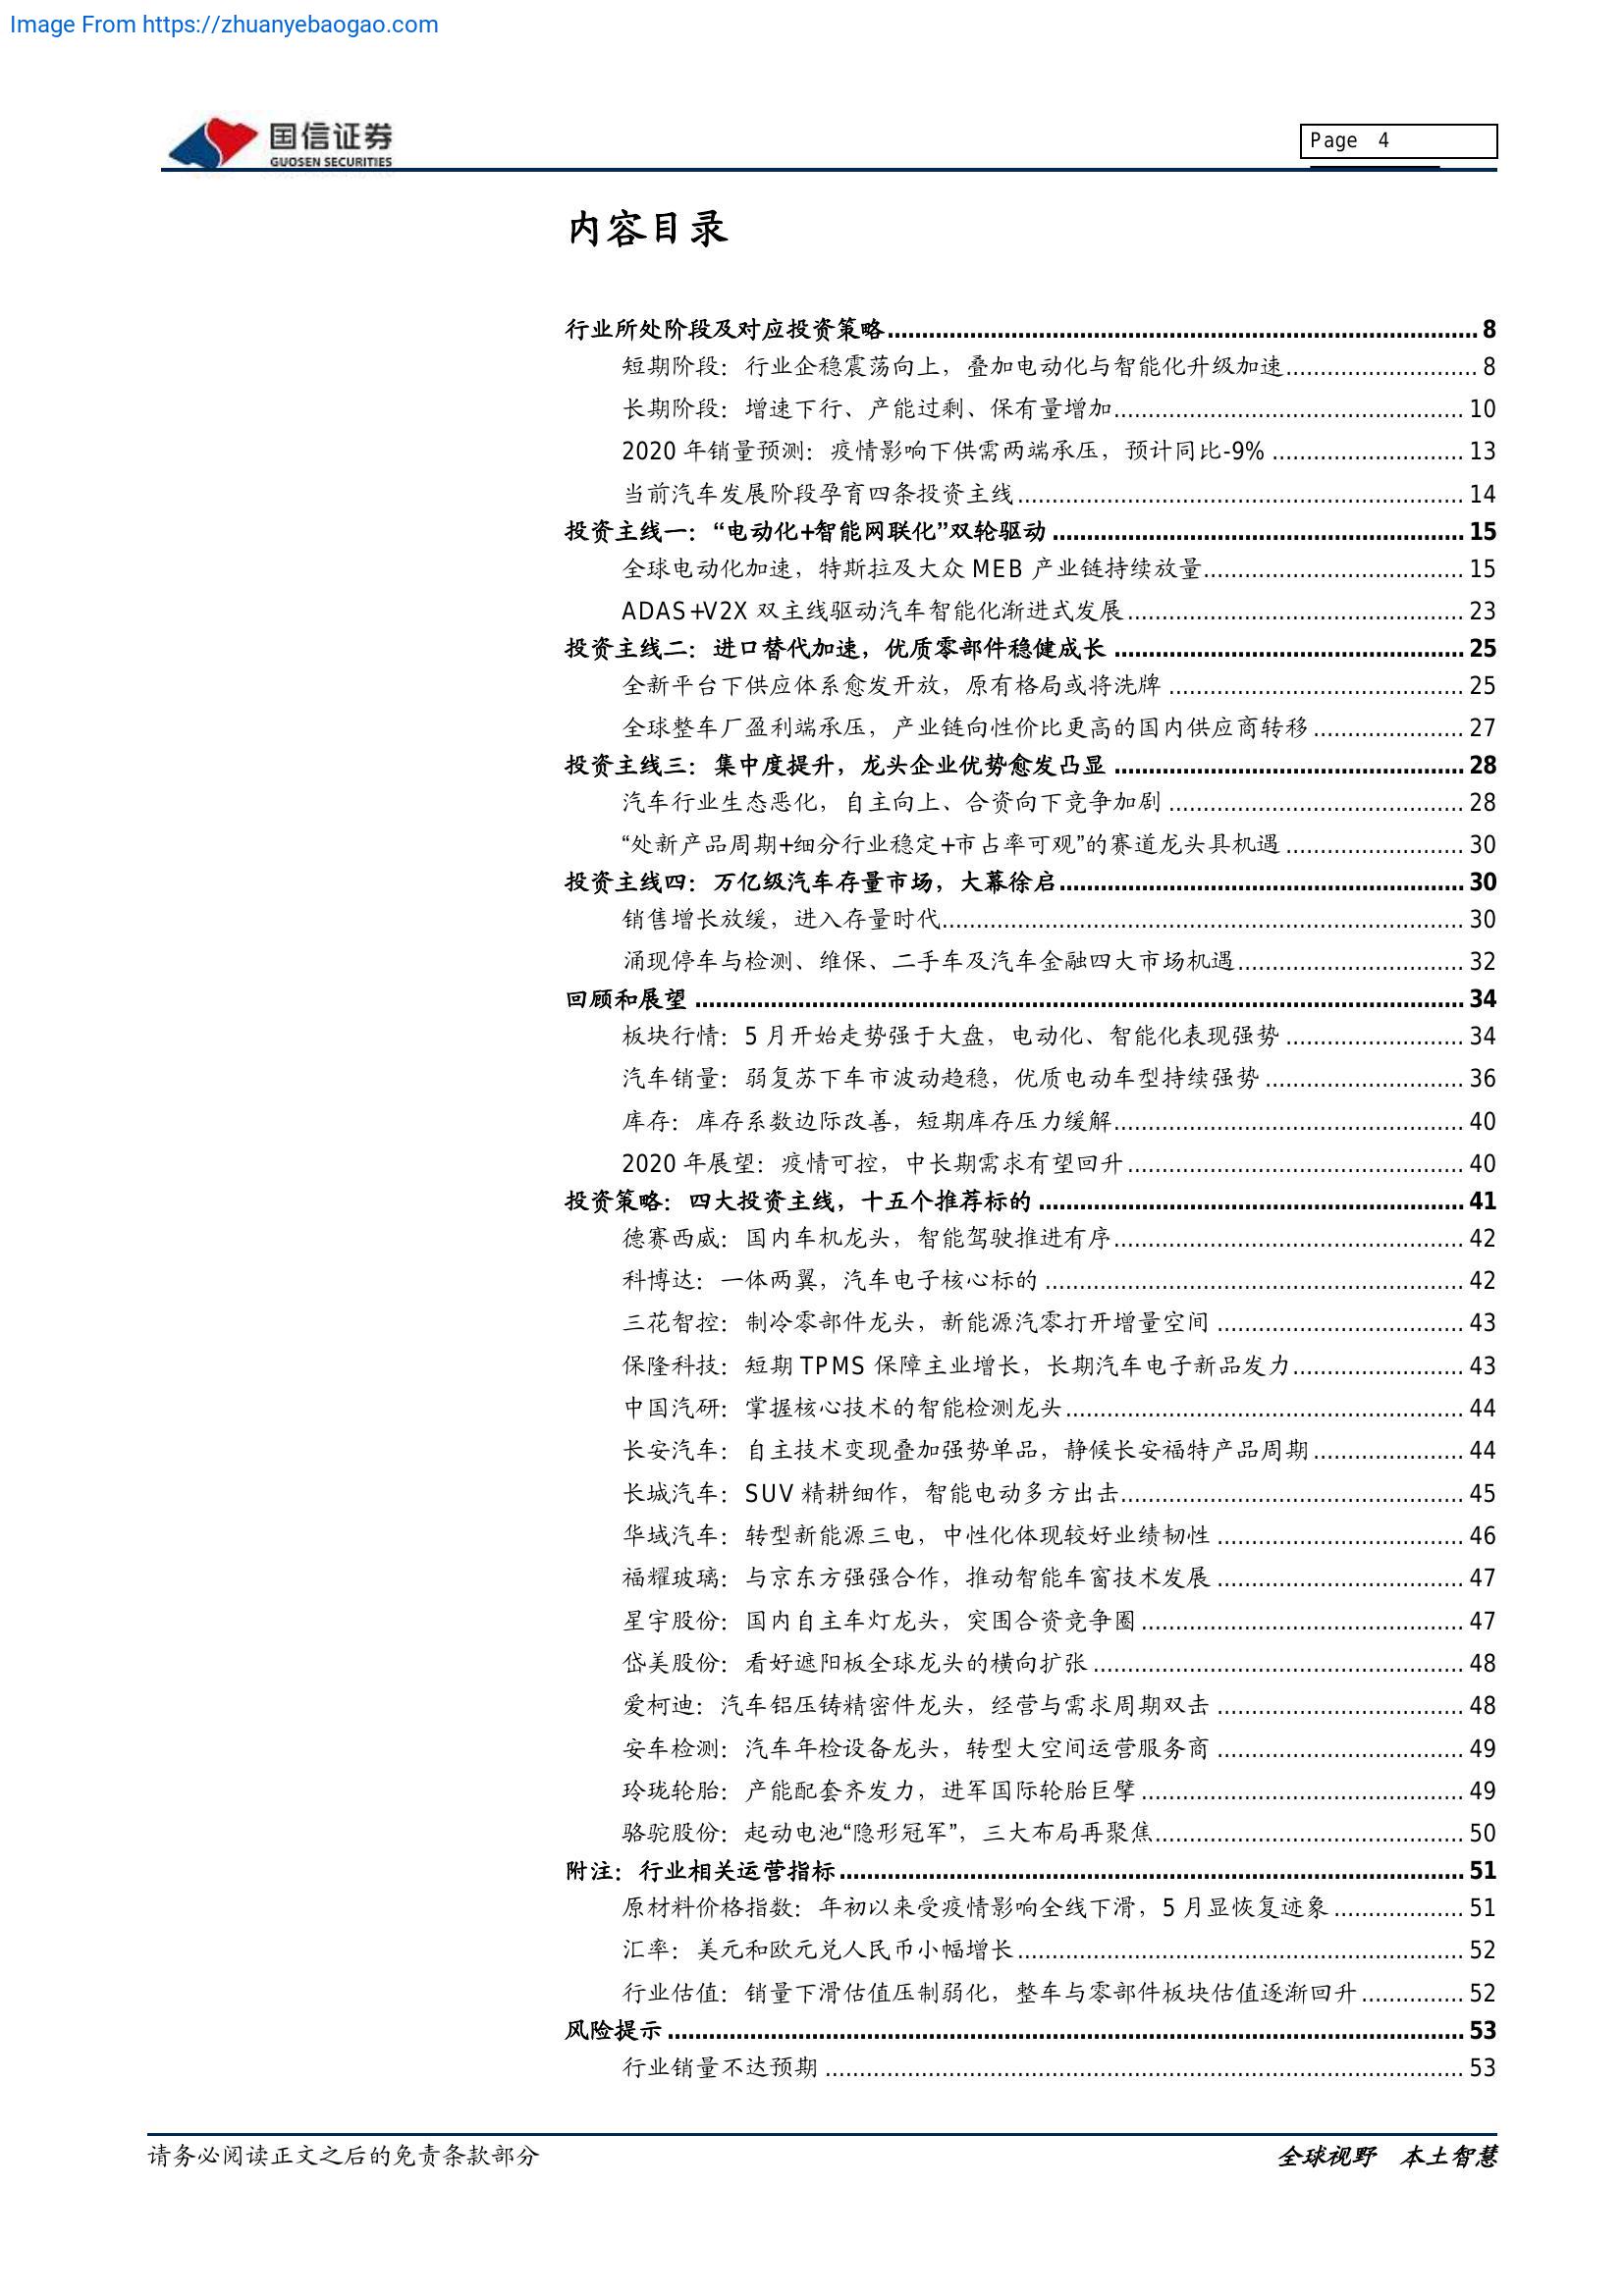 Image From https://zhuanyebaogao.com
国信证券
GUOSEN SECURITIES
Page 4
内容目录
行业所处阶段及对应投资策略........ 8
短期阶段：行业企稳震荡向上，叠加电动化与智能化升级加速........ 8
长期阶段：增速下行、产能过剩、保有量增加........ 10
2020 年销量预测：疫情影响下供需两端承压，预计同比-9%........ 13
当前汽车发展阶段孕育四条投资主线........ 14
投资主线一：“电动化+智能网联化”双轮驱动........ 15
全球电动化加速，特斯拉及大众 MEB 产业链持续放量........ 15
ADAS+V2X 双主线驱动汽车智能化渐进式发展........ 23
投资主线二：进口替代加速，优质零部件稳健成长........ 25
全新平台下供应体系愈发开放，原有格局或将洗牌........ 25
全球整车厂盈利端承压，产业链向性价比更高的国内供应商转移........ 27
投资主线三：集中度提升，龙头企业优势愈发凸显........ 28
汽车行业生态恶化，自主向上、合资向下竞争加剧........ 28
“处新产品周期+细分行业稳定+市占率可观”的赛道龙头具机遇........ 30
投资主线四：万亿级汽车存量市场，大幕徐启........ 30
销售增长放缓，进入存量时代........ 30
涌现停车与检测、维保、二手车及汽车金融四大市场机遇........ 32
回顾和展望........ 34
板块行情：5 月开始走势强于大盘，电动化、智能化表现强势........ 34
汽车销量：弱复苏下车市波动趋稳，优质电动车型持续强势........ 36
库存：库存系数边际改善，短期库存压力缓解........ 40
2020 年展望：疫情可控，中长期需求有望回升........ 40
投资策略：四大投资主线，十五个推荐标的........ 41
德赛西威：国内车机龙头，智能驾驶推进有序........ 42
科博达：一体两翼，汽车电子核心标的........ 42
三花智控：制冷零部件龙头，新能源汽零打开增量空间........ 43
保隆科技：短期 TPMS 保障主业增长，长期汽车电子新品发力........ 43
中国汽研：掌握核心技术的智能检测龙头........ 44
长安汽车：自主技术变现叠加强势单品，静候长安福特产品周期........ 44
长城汽车：SUV 精耕细作，智能电动多方出击........ 45
华域汽车：转型新能源三电，中性化体现较好业绩韧性........ 46
福耀玻璃：与京东方强强合作，推动智能车窗技术发展........ 47
星宇股份：国内自主车灯龙头，突围合资竞争圈........ 47
岱美股份：看好遮阳板全球龙头的横向扩张........ 48
爱柯迪：汽车铝压铸精密件龙头，经营与需求周期双击........ 48
安车检测：汽车年检设备龙头，转型大空间运营服务商........ 49
玲珑轮胎：产能配套齐发力，进军国际轮胎巨擘........ 49
骆驼股份：起动电池“隐形冠军”，三大布局再聚焦........ 50
附注：行业相关运营指标........ 51
原材料价格指数：年初以来受疫情影响全线下滑，5 月显恢复迹象........ 51
汇率：美元和欧元兑人民币小幅增长........ 52
行业估值：销量下滑估值压制弱化，整车与零部件板块估值逐渐回升........ 52
风险提示........ 53
行业销量不达预期........ 53
请务必阅读正文之后的免责条款部分
全球视野 本土智慧